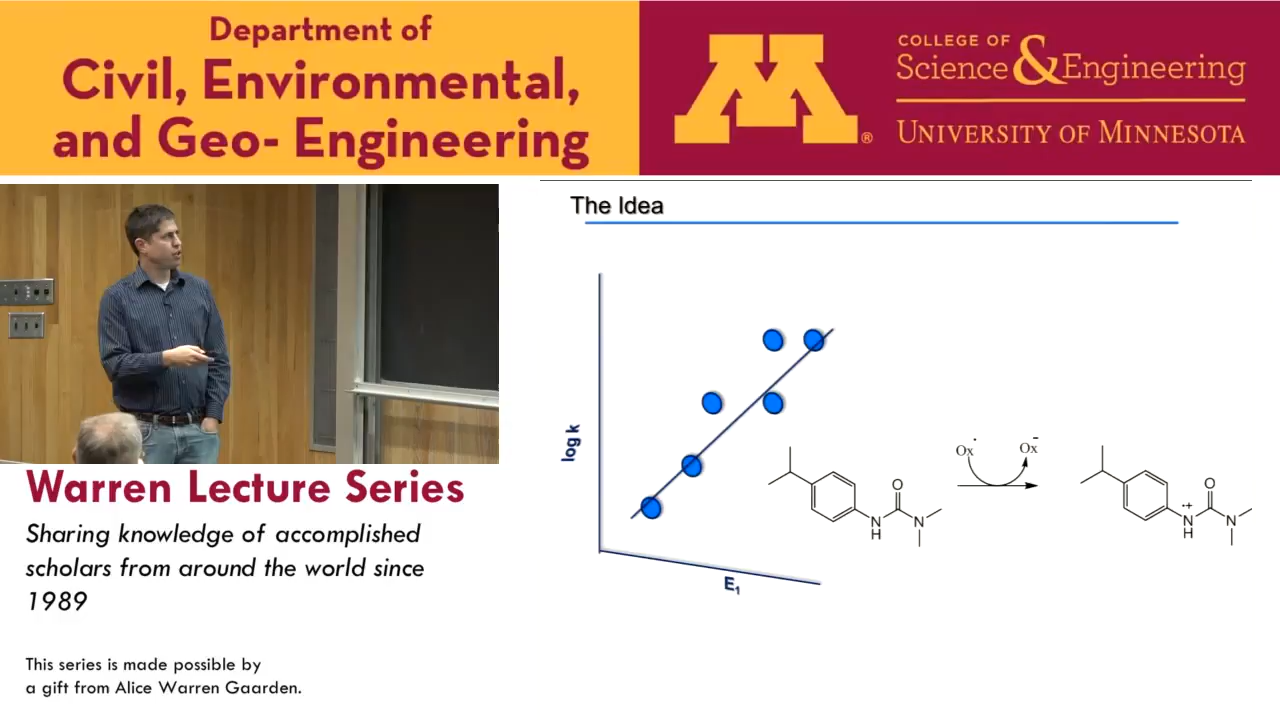 Department of
Civil, Environmental,
and Geo- Engineering
M
®
COLLEGE OF
Science & Engineering
UNIVERSITY OF MINNESOTA
The Idea
log k
E1
Ox˙
Ox⁻
O
N
H
N
O
·+
N
H
N
Warren Lecture Series
Sharing knowledge of accomplished
scholars from around the world since
1989
This series is made possible by
a gift from Alice Warren Gaarden.